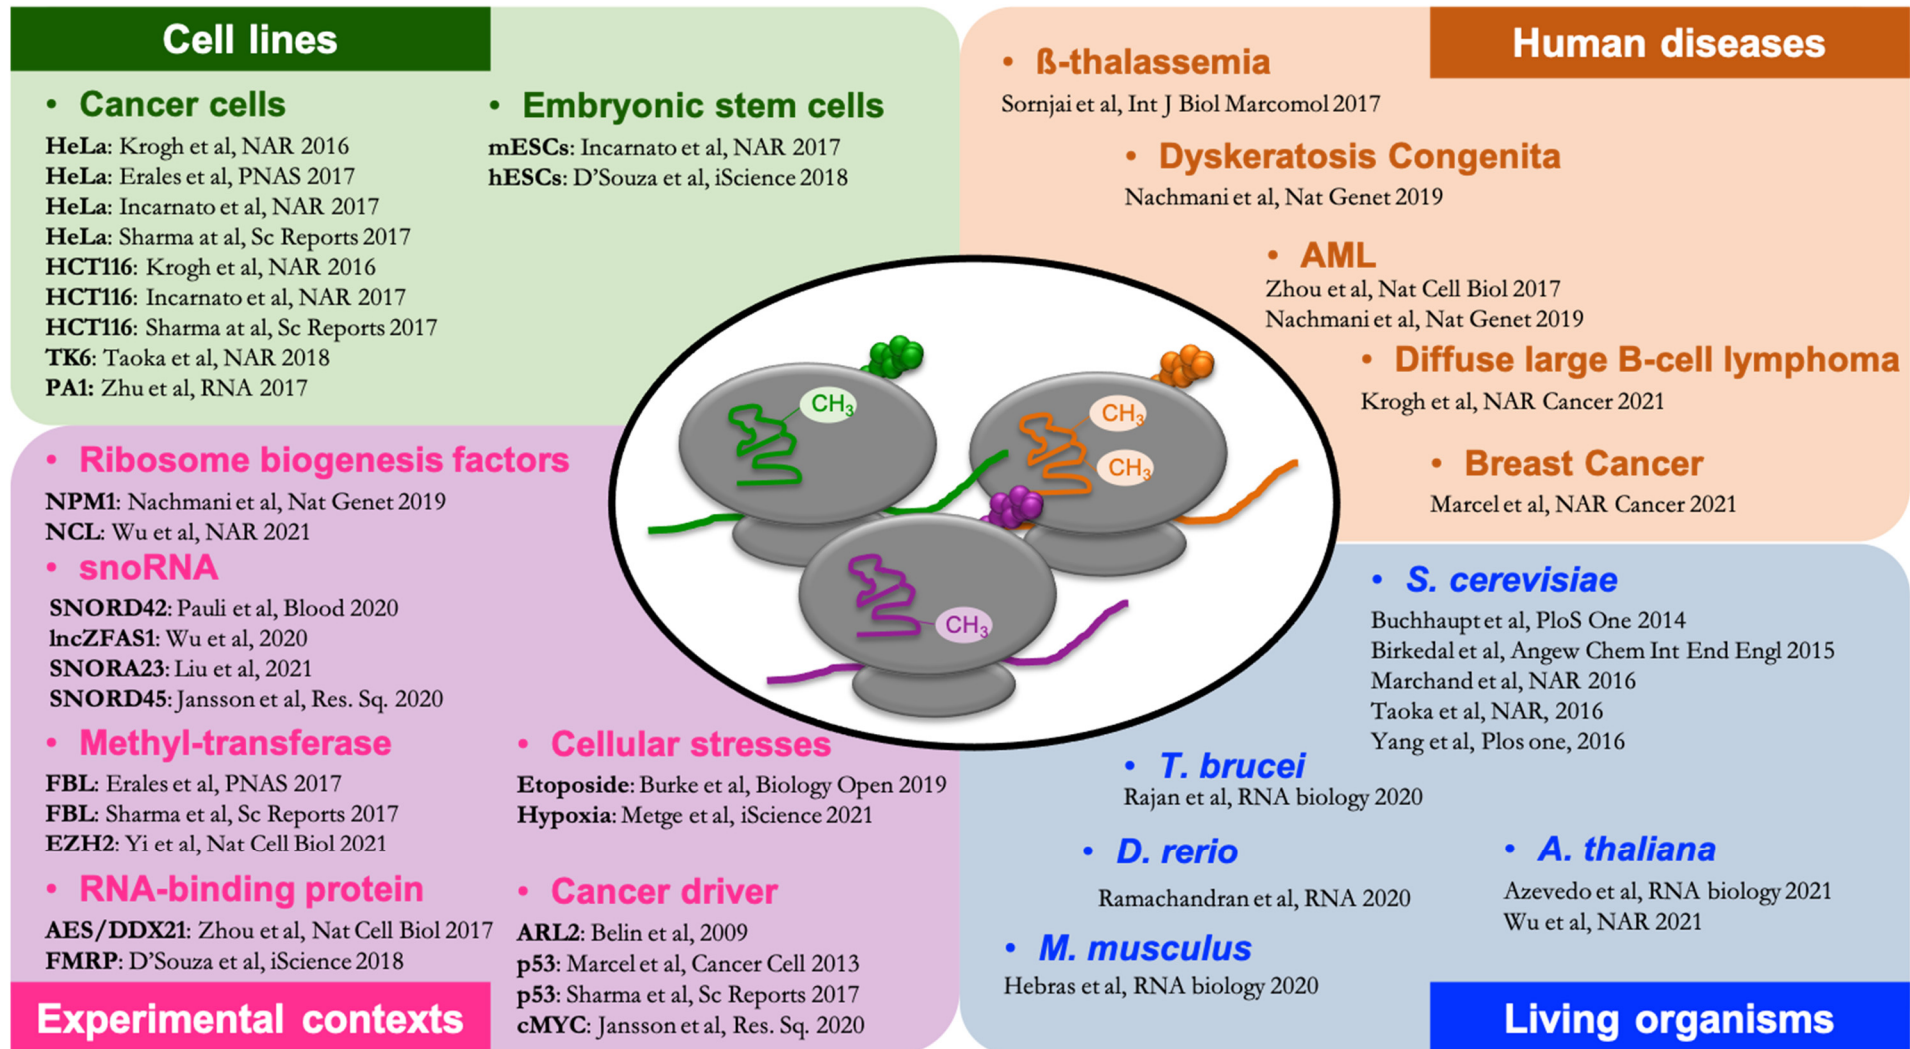 Cell lines
• Cancer cells
HeLa: Krogh et al, NAR 2016
HeLa: Erales et al, PNAS 2017
HeLa: Incarnato et al, NAR 2017
HeLa: Sharma at al, Sc Reports 2017
HCT116: Krogh et al, NAR 2016
HCT116: Incarnato et al, NAR 2017
HCT116: Sharma at al, Sc Reports 2017
TK6: Taoka et al, NAR 2018
PA1: Zhu et al, RNA 2017
• Embryonic stem cells
mESCs: Incarnato et al, NAR 2017
hESCs: D'Souza et al, iScience 2018
Human diseases
• ß-thalassemia
Sornjai et al, Int J Biol Marcomol 2017
• Dyskeratosis Congenita
Nachmani et al, Nat Genet 2019
• AML
Zhou et al, Nat Cell Biol 2017
Nachmani et al, Nat Genet 2019
• Diffuse large B-cell lymphoma
Krogh et al, NAR Cancer 2021
• Breast Cancer
Marcel et al, NAR Cancer 2021
CH3
CH3
CH3
CH3
• Ribosome biogenesis factors
NPM1: Nachmani et al, Nat Genet 2019
NCL: Wu et al, NAR 2021
• snoRNA
SNORD42: Pauli et al, Blood 2020
lncZFAS1: Wu et al, 2020
SNORA23: Liu et al, 2021
SNORD45: Jansson et al, Res. Sq. 2020
• Methyl-transferase
FBL: Erales et al, PNAS 2017
FBL: Sharma et al, Sc Reports 2017
EZH2: Yi et al, Nat Cell Biol 2021
• RNA-binding protein
AES/DDX21: Zhou et al, Nat Cell Biol 2017
FMRP: D'Souza et al, iScience 2018
• Cellular stresses
Etoposide: Burke et al, Biology Open 2019
Hypoxia: Metge et al, iScience 2021
• Cancer driver
ARL2: Belin et al, 2009
p53: Marcel et al, Cancer Cell 2013
p53: Sharma et al, Sc Reports 2017
cMYC: Jansson et al, Res. Sq. 2020
Experimental contexts
• S. cerevisiae
Buchhaupt et al, PloS One 2014
Birkedal et al, Angew Chem Int End Engl 2015
Marchand et al, NAR 2016
Taoka et al, NAR, 2016
Yang et al, Plos one, 2016
• T. brucei
Rajan et al, RNA biology 2020
• D. rerio
Ramachandran et al, RNA 2020
• A. thaliana
Azevedo et al, RNA biology 2021
Wu et al, NAR 2021
• M. musculus
Hebras et al, RNA biology 2020
Living organisms